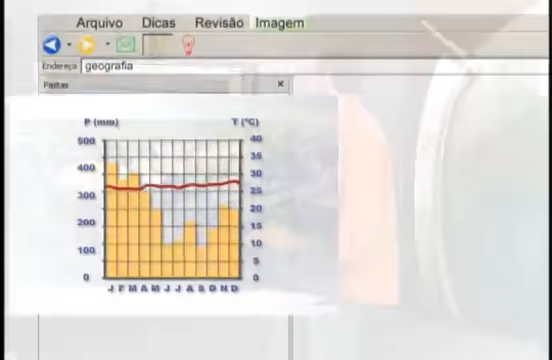 Arquivo Dicas Revisão Imagem
Endereço geografia
Pastas x
P (mm) T (°C)
500 40
35
400 30
300 25
20
200 15
100 10
5
0 0
J F M A M J J A S O N D